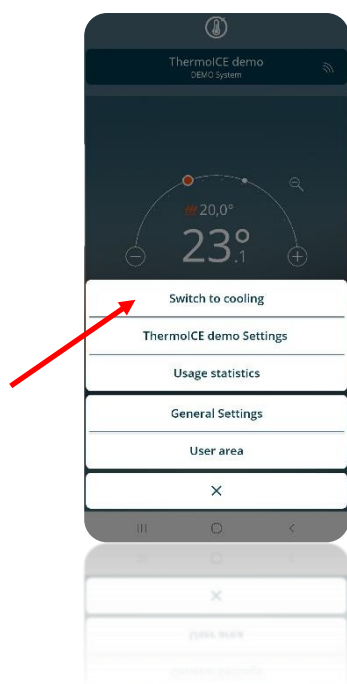 ThermoICE demo
DEMO System
20,0°
23°.1
Switch to cooling
ThermoICE demo Settings
Usage statistics
General Settings
User area